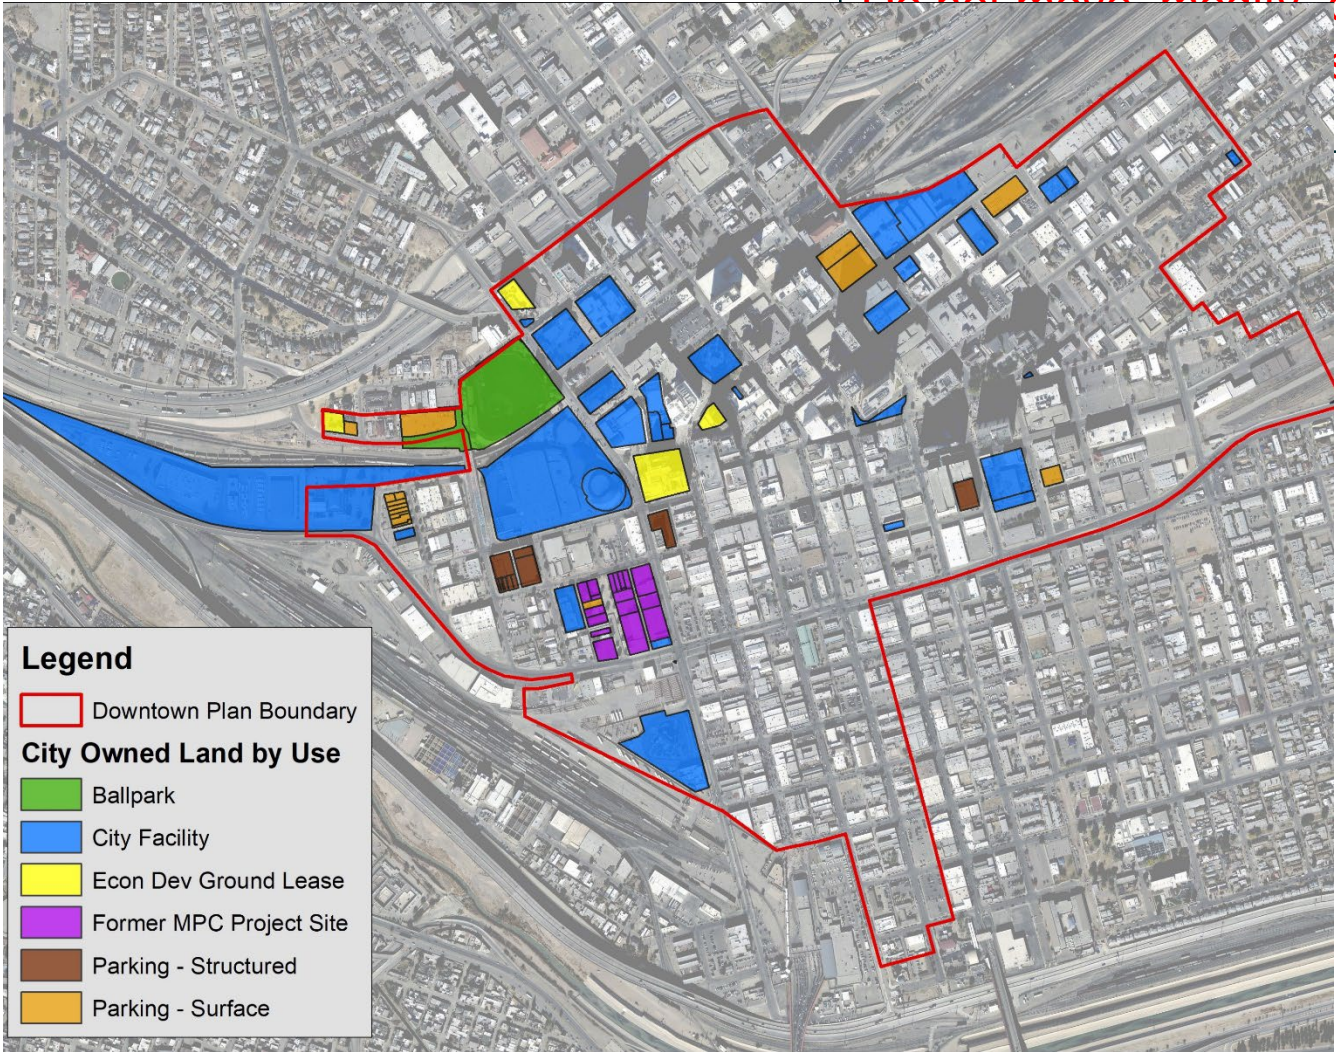 Legend
Downtown Plan Boundary
City Owned Land by Use
Ballpark
City Facility
Econ Dev Ground Lease
Former MPC Project Site
Parking - Structured
Parking - Surface